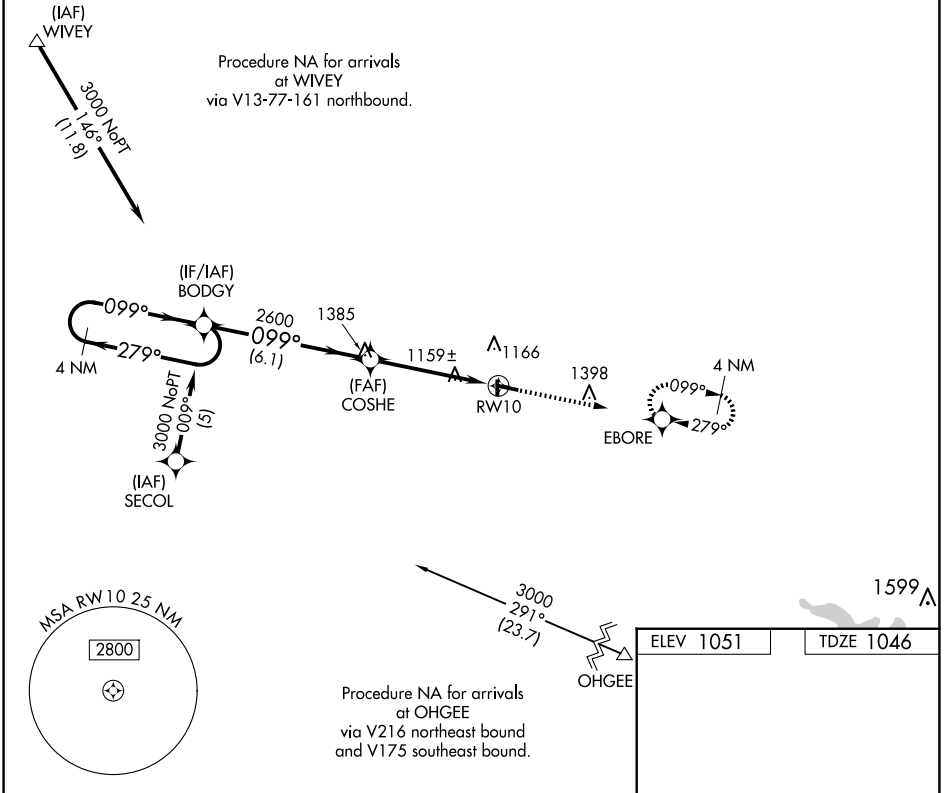 (IAF)
WIVEY
Procedure NA for arrivals
at WIVEY
via V13-77-161 northbound.
3000 NoPT
146°
(11.8)
(IF/IAF)
BODGY
099°
279°
4 NM
2600
099°
(6.1)
1385
(FAF)
COSHE
1159±
1166
RW10
1398
4 NM
099°
279°
EBORE
3000 NoPT
009°
(5)
(IAF)
SECOL
MSA RW10 25 NM
2800
3000
291°
(23.7)
OHGEE
Procedure NA for arrivals
at OHGEE
via V216 northeast bound
and V175 southeast bound.
1599
ELEV 1051
TDZE 1046